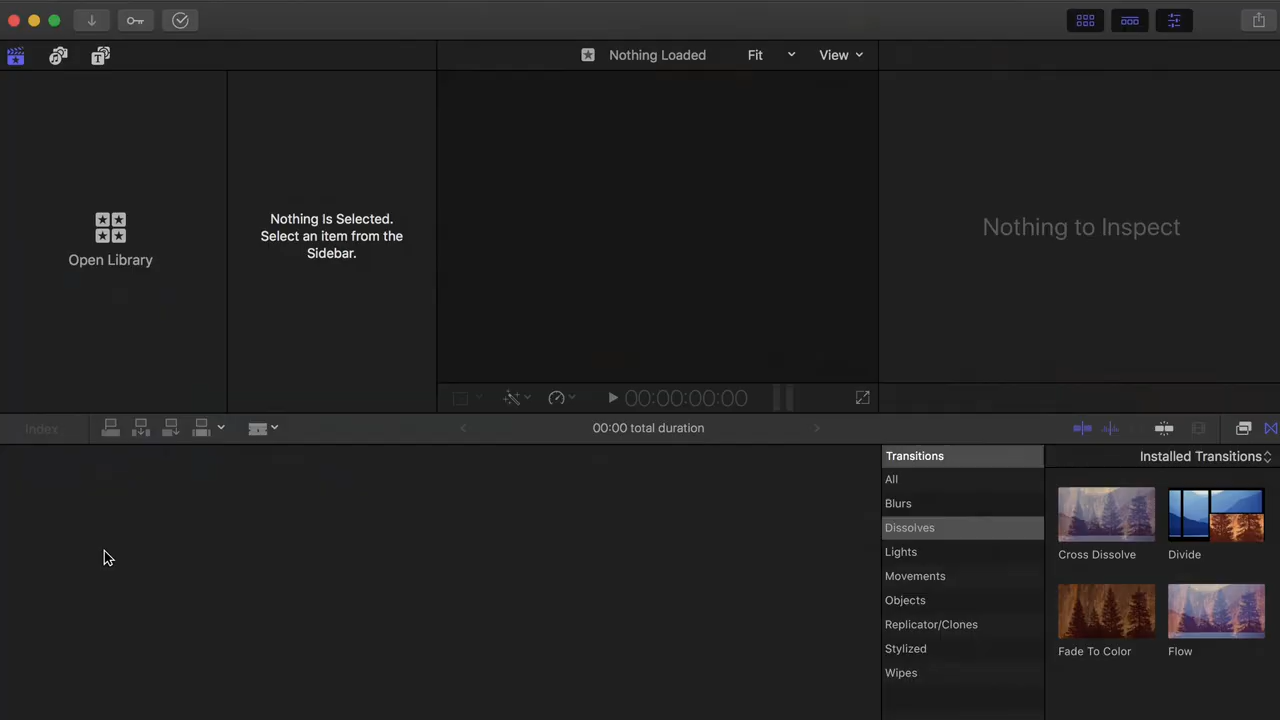 Nothing Loaded
Fit
View
Open Library
Nothing Is Selected.
Select an item from the
Sidebar.
Nothing to Inspect
00:00:00:00
Index
00:00 total duration
Transitions
Installed Transitions
All
Blurs
Dissolves
Lights
Movements
Objects
Replicator/Clones
Stylized
Wipes
Cross Dissolve
Divide
Fade To Color
Flow